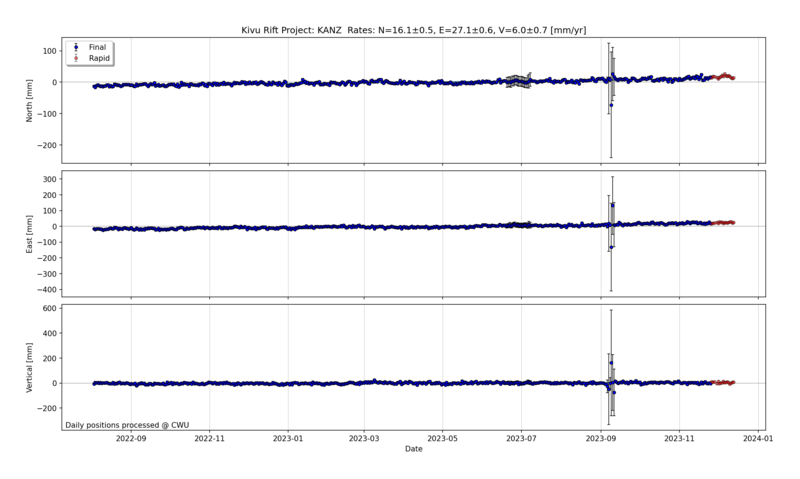 Kivu Rift Project: KANZ  Rates: N=16.1±0.5, E=27.1±0.6, V=6.0±0.7 [mm/yr]
Final
Rapid
100
0
−100
−200
North [mm]
300
200
100
0
−100
−200
−300
−400
East [mm]
600
400
200
0
−200
Vertical [mm]
Daily positions processed @ CWU
2022-09 2022-11 2023-01 2023-03 2023-05 2023-07 2023-09 2023-11 2024-01
Date